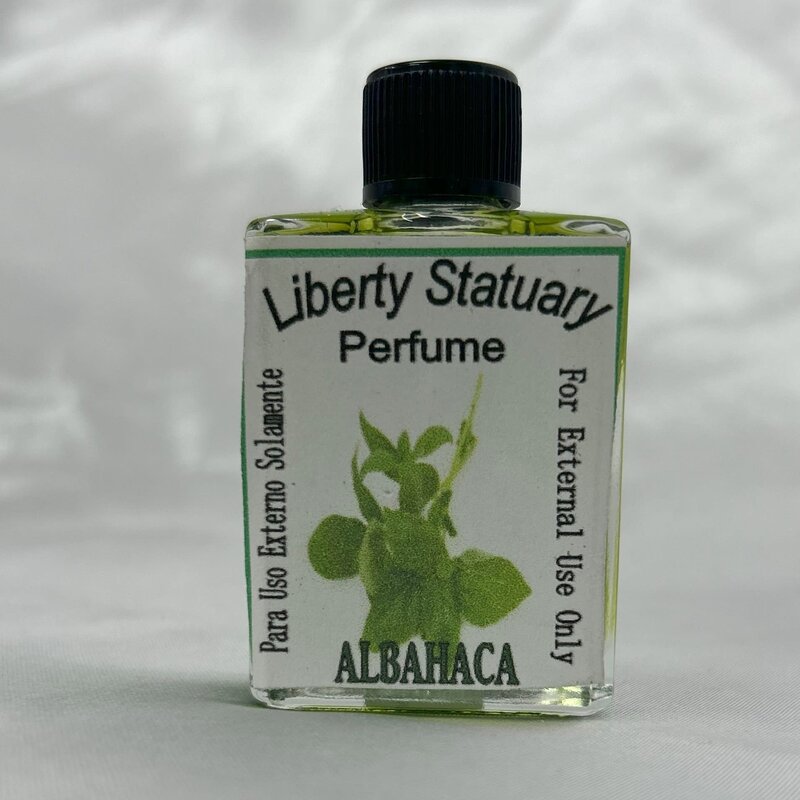 Liberty Statuary
Perfume
Para Uso Externo Solamente
For External Use Only
ALBAHACA